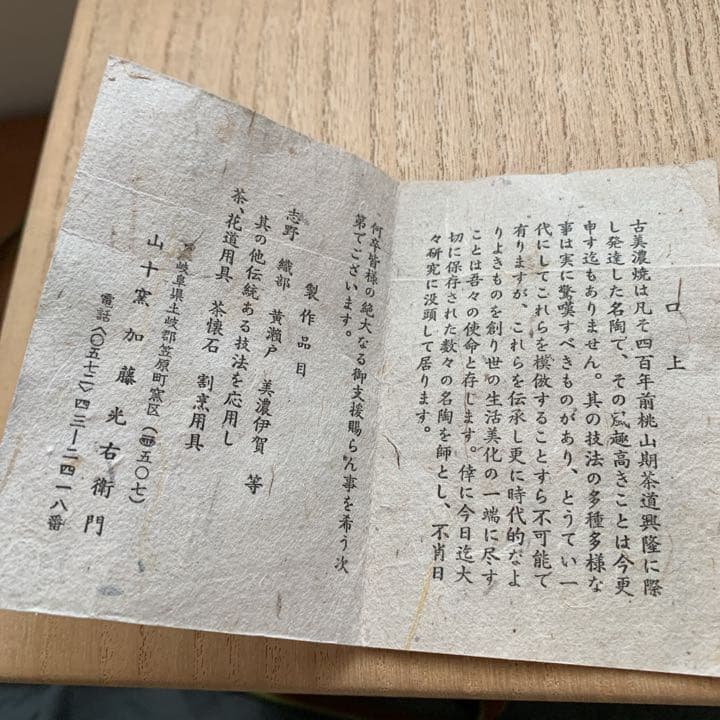 口上
古美濃焼は凡そ四百年前桃山期茶道興隆に際
し発達した名陶で、その風趣高きことは今更
申す迄もありません。其の技法の多種多様な
事は実に驚嘆すべきものがあり、とうてい一
代にしてこれらを模倣することすら不可能で
有りますが、これらを伝承し更に時代的なよ
りよきものを創り世の生活美化の一端に尽す
ことは吾々の使命と存じます。倖に今日迄大
切に保存された数々の名陶を師とし、不肖日
々研究に没頭して居ります。
何卒皆様の絶大なる御支援賜らん事を希う次
第でございます。
製作品目
志野 織部 黄瀬戸 美濃伊賀 等
其の他伝統ある技法を応用し
茶、花道用具 茶懐石 割烹用具
岐阜県土岐郡笠原町窯区(〒五〇七)
山十窯 加藤光右衛門
電話(〇五七二)四三―二四一八番